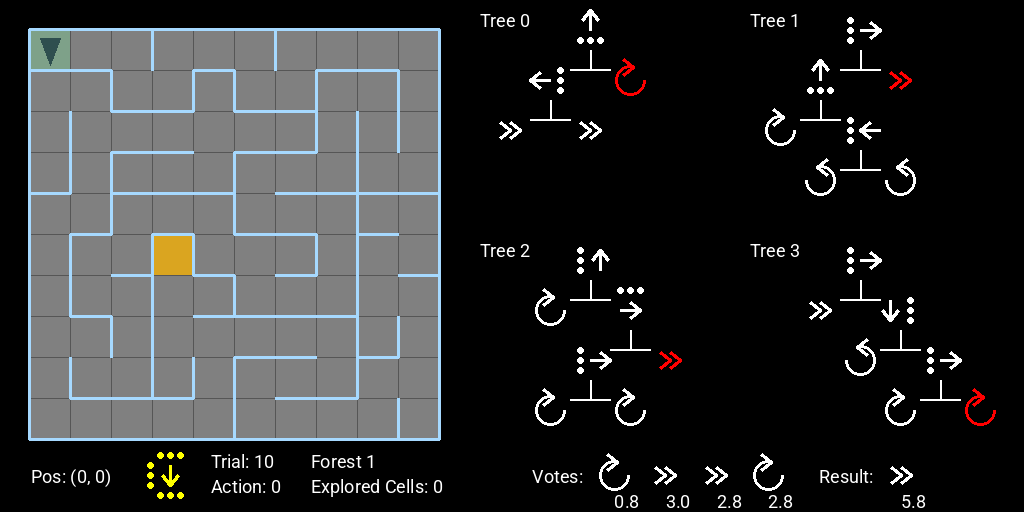 Tree 0
Tree 1
Tree 2
Tree 3
Pos: (0, 0)
Trial: 10
Forest 1
Action: 0
Explored Cells: 0
Votes:
0.8
3.0
2.8
2.8
Result:
5.8